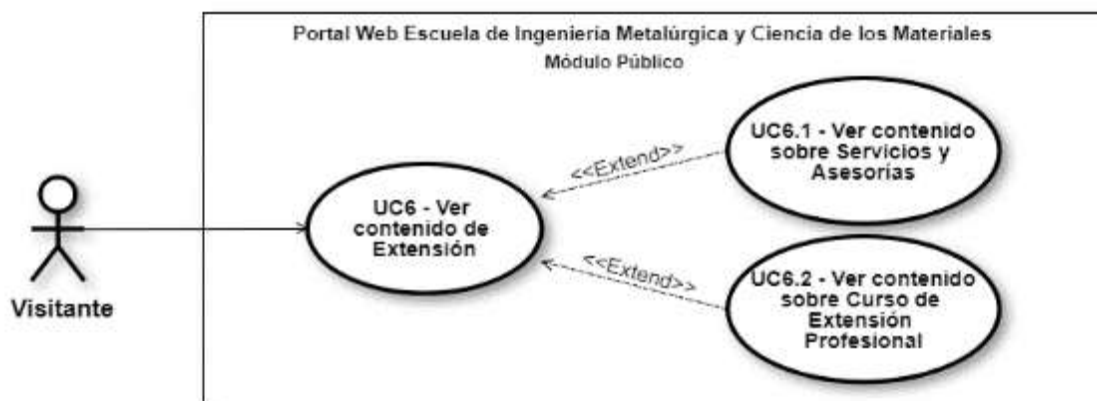 Portal Web Escuela de Ingeniería Metalúrgica y Ciencia de los Materiales
Módulo Público
UC6.1 - Ver contenido
sobre Servicios y
Asesorías
<<Extend>>
UC6 - Ver
contenido de
Extensión
<<Extend>>
UC6.2 - Ver contenido
sobre Curso de
Extensión
Profesional
Visitante